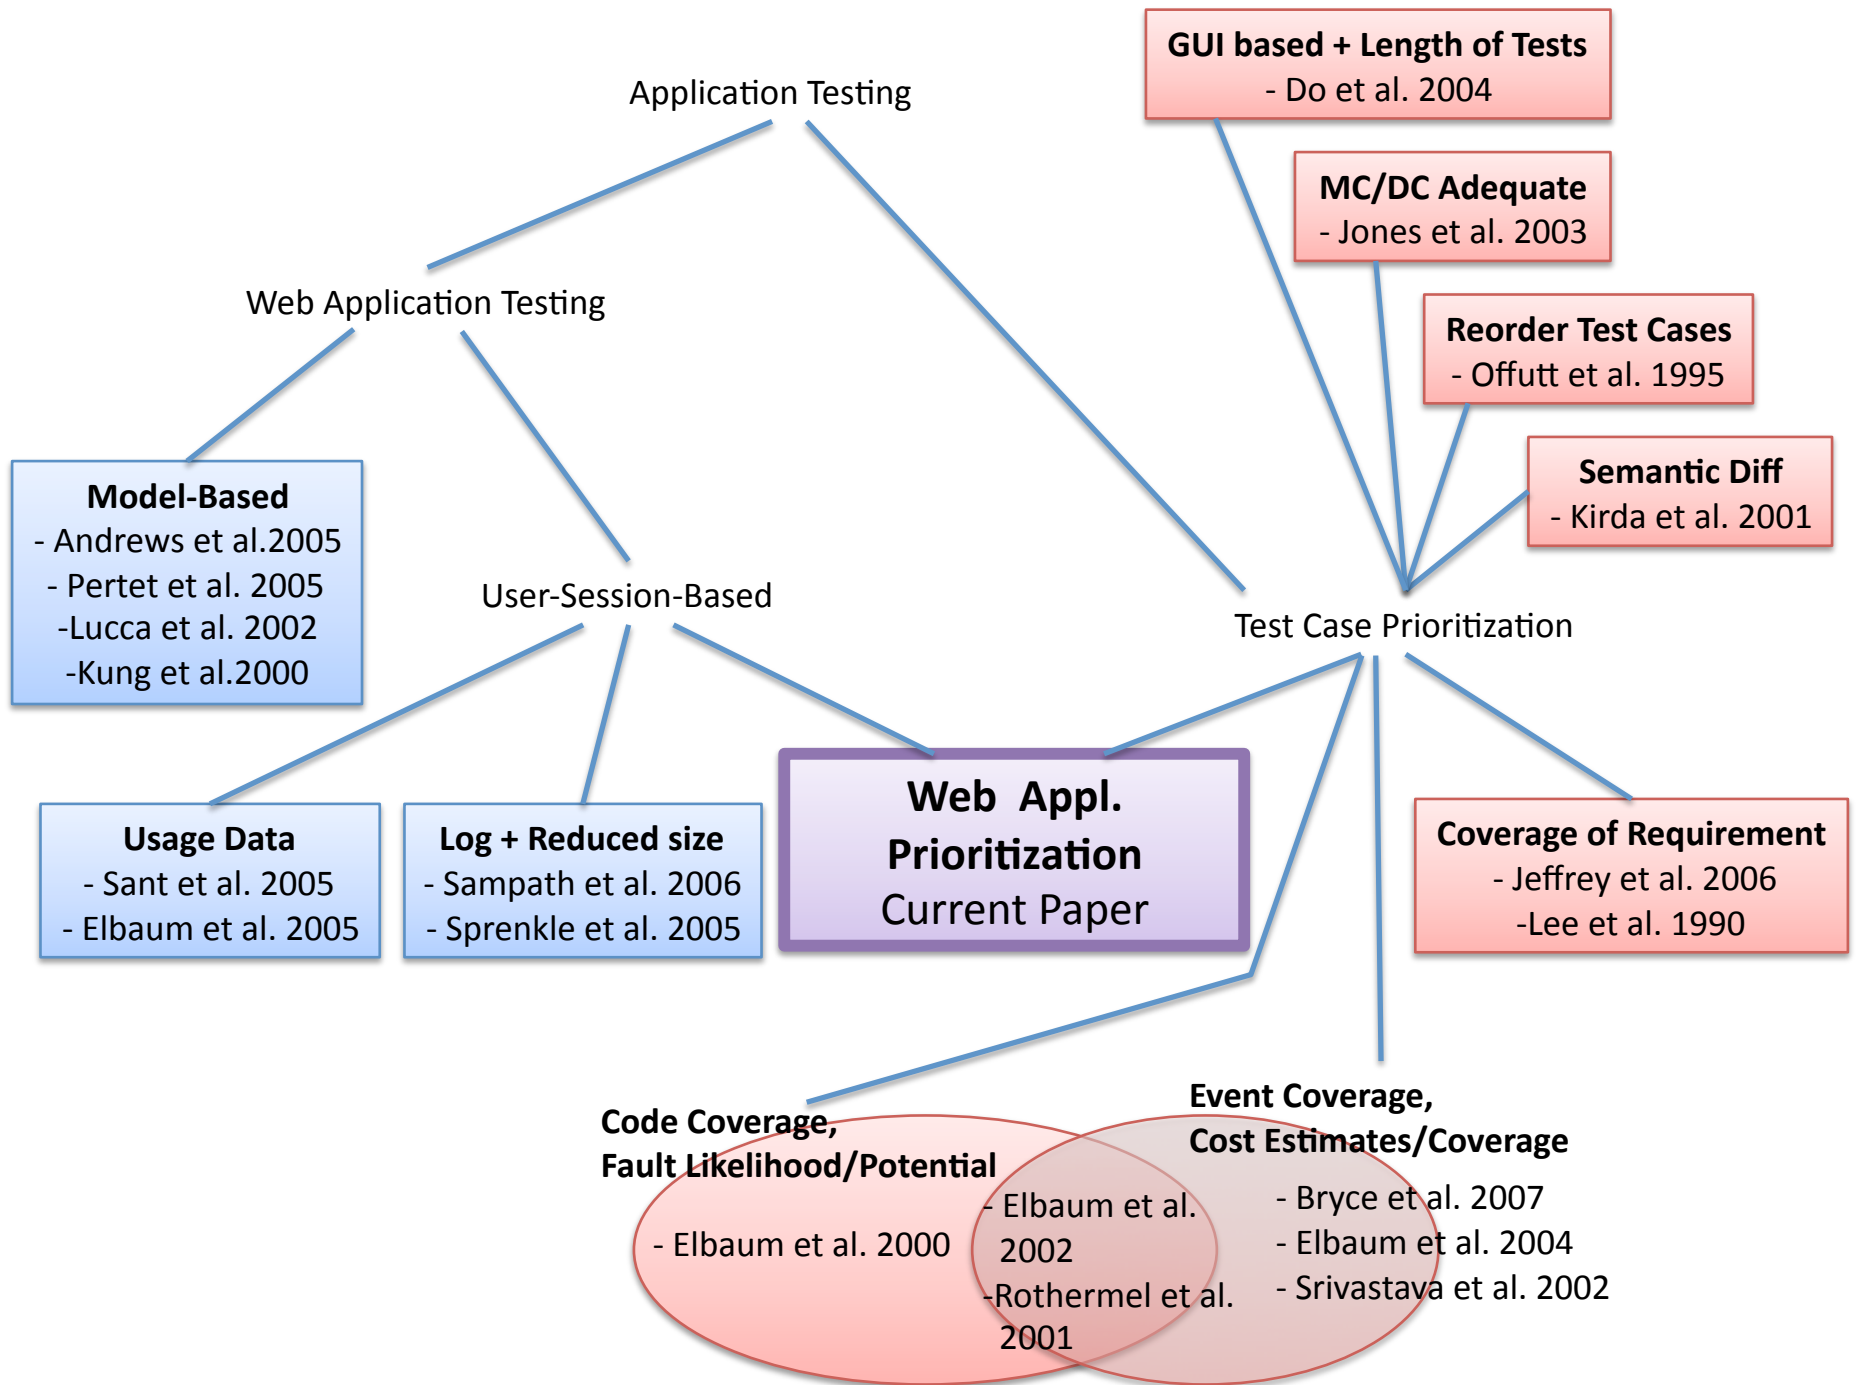 Application Testing
GUI based + Length of Tests
- Do et al. 2004
MC/DC Adequate
- Jones et al. 2003
Web Application Testing
Reorder Test Cases
- Offutt et al. 1995
Semantic Diff
- Kirda et al. 2001
Model-Based
- Andrews et al.2005
- Pertet et al. 2005
-Lucca et al. 2002
-Kung et al.2000
User-Session-Based
Test Case Prioritization
Usage Data
- Sant et al. 2005
- Elbaum et al. 2005
Log + Reduced size
- Sampath et al. 2006
- Sprenkle et al. 2005
Web Appl.
Prioritization
Current Paper
Coverage of Requirement
- Jeffrey et al. 2006
-Lee et al. 1990
Code Coverage,
Fault Likelihood/Potential
- Elbaum et al. 2000
- Elbaum et al.
2002
-Rothermel et al.
2001
Event Coverage,
Cost Estimates/Coverage
- Bryce et al. 2007
- Elbaum et al. 2004
- Srivastava et al. 2002